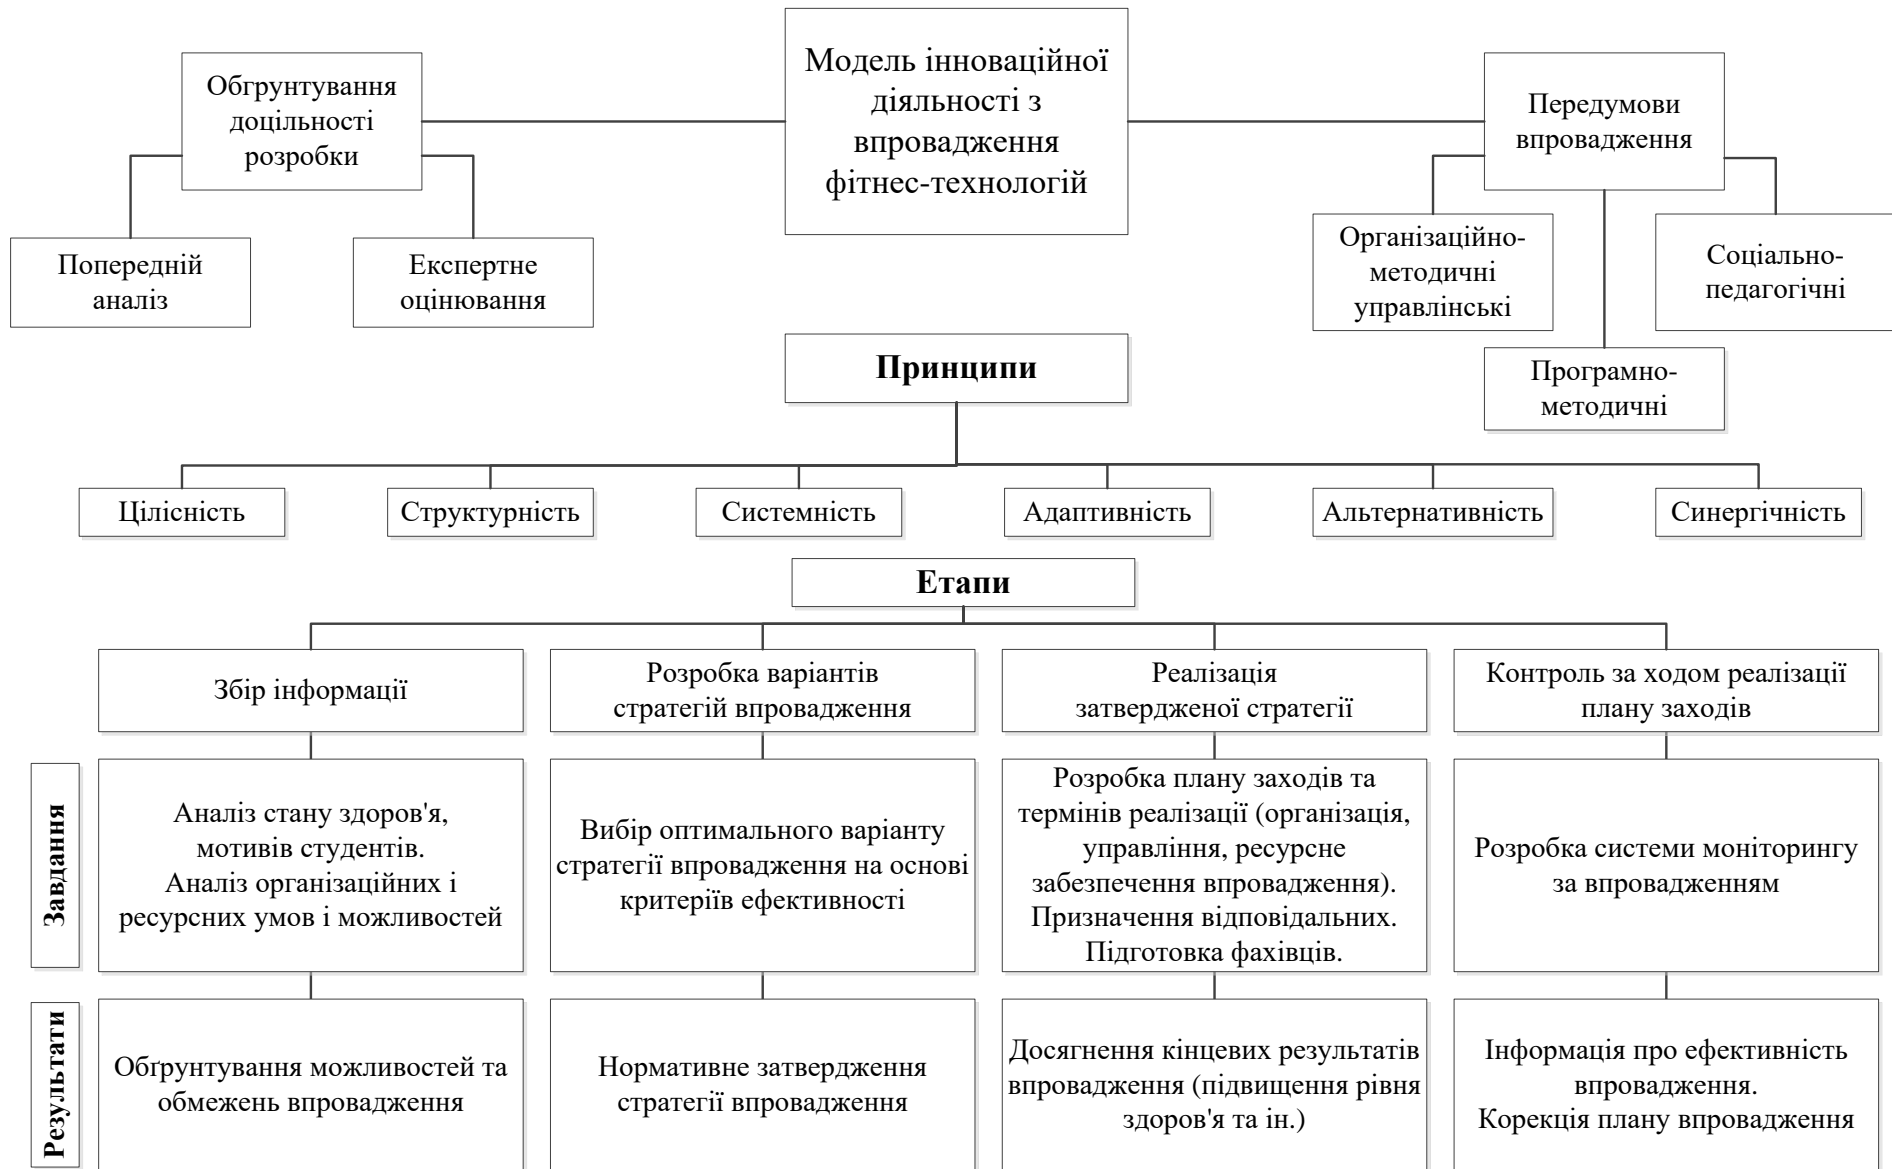 Модель інноваційної
діяльності з
впровадження
фітнес-технологій
Обгрунтування
доцільності
розробки
Передумови
впровадження
Попередній
аналіз
Експертне
оцінювання
Організаційно-
методичні
управлінські
Соціально-
педагогічні
Програмно-
методичні
Принципи
Цілісність
Структурність
Системність
Адаптивність
Альтернативність
Синергічність
Етапи
Збір інформації
Розробка варіантів
стратегій впровадження
Реалізація
затвердженої стратегії
Контроль за ходом реалізації
плану заходів
Завдання
Аналіз стану здоров'я,
мотивів студентів.
Аналіз організаційних і
ресурсних умов і можливостей
Вибір оптимального варіанту
стратегії впровадження на основі
критеріїв ефективності
Розробка плану заходів та
термінів реалізації (організація,
управління, ресурсне
забезпечення впровадження).
Призначення відповідальних.
Підготовка фахівців.
Розробка системи моніторингу
за впровадженням
Результати
Обґрунтування можливостей та
обмежень впровадження
Нормативне затвердження
стратегії впровадження
Досягнення кінцевих результатів
впровадження (підвищення рівня
здоров'я та ін.)
Інформація про ефективність
впровадження.
Корекція плану впровадження